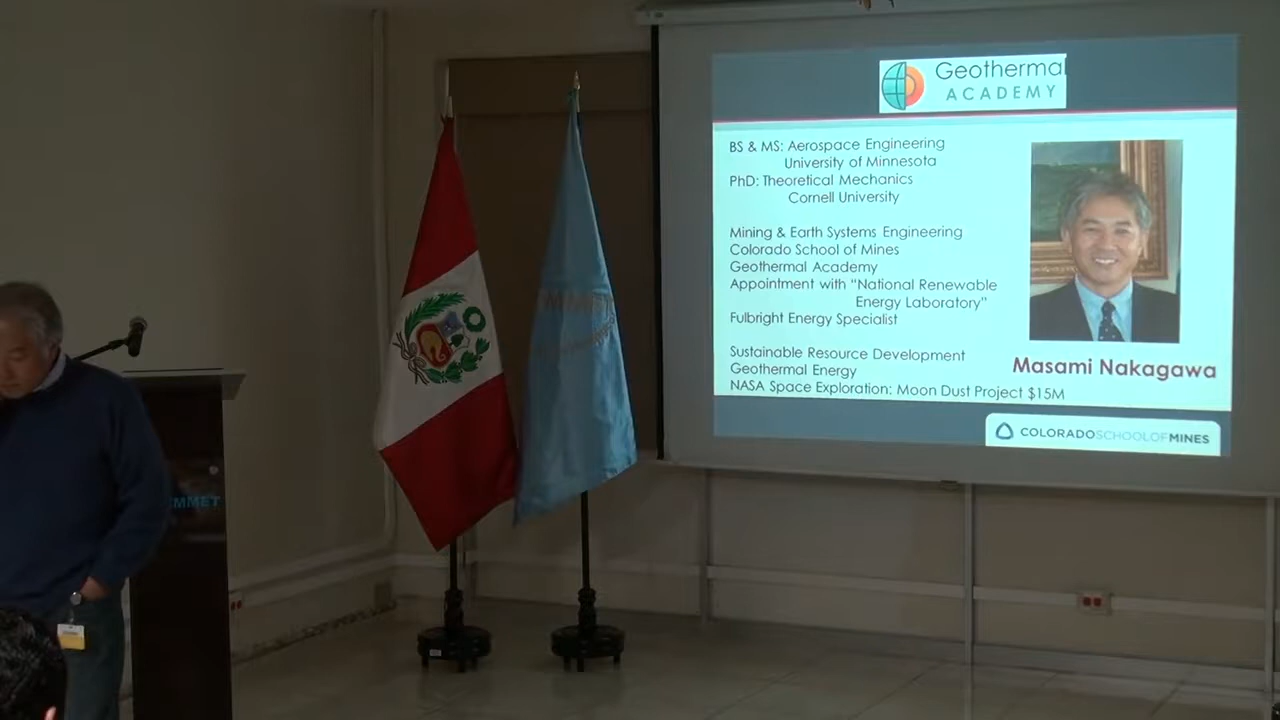 Geotherma
ACADEMY
BS & MS: Aerospace Engineering
University of Minnesota
PhD: Theoretical Mechanics
Cornell University
Mining & Earth Systems Engineering
Colorado School of Mines
Geothermal Academy
Appointment with “National Renewable
Energy Laboratory”
Fulbright Energy Specialist
Sustainable Resource Development
Geothermal Energy
NASA Space Exploration: Moon Dust Project $15M
Masami Nakagawa
COLORADOSCHOOLOFMINES
MMET